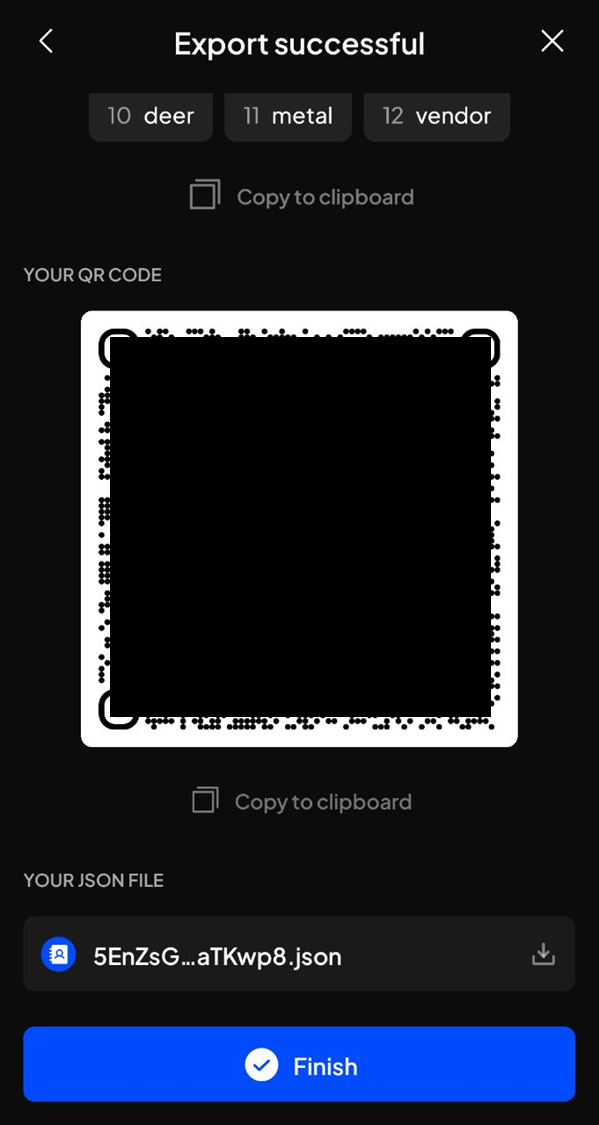 Export successful
10 deer 11 metal 12 vendor
Copy to clipboard
YOUR QR CODE
Copy to clipboard
YOUR JSON FILE
5EnZsG...aTKwp8.json
Finish